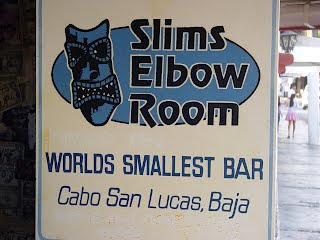 Slims
Elbow
Room
WORLDS SMALLEST BAR
Cabo San Lucas, Baja